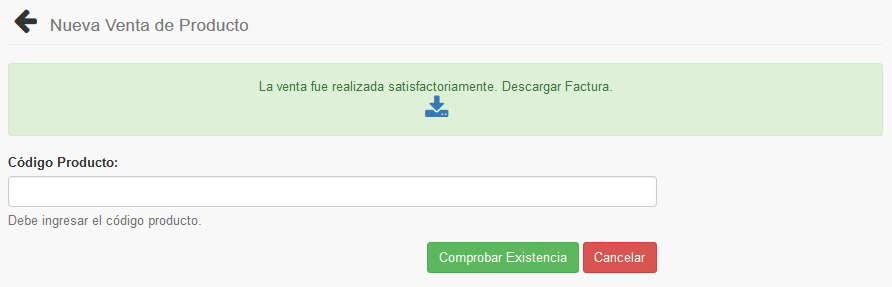 Nueva Venta de Producto
La venta fue realizada satisfactoriamente. Descargar Factura.
Código Producto:
Debe ingresar el código producto.
Comprobar Existencia Cancelar